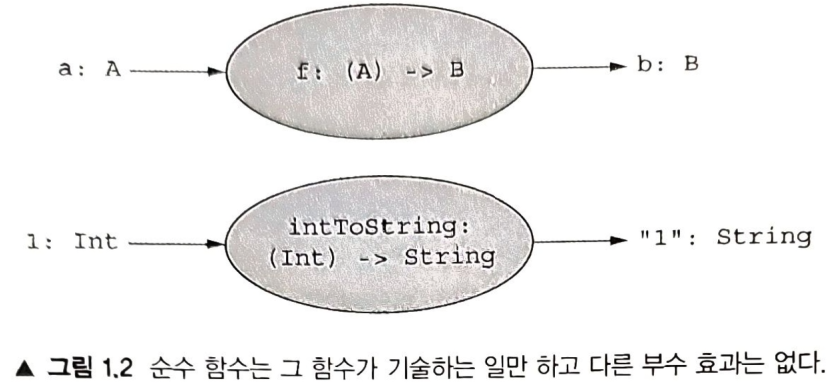 a: A
f: (A) -> B
b: B
1: Int
intToString:
(Int) -> String
"1": String
▲ 그림 1.2 순수 함수는 그 함수가 기술하는 일만 하고 다른 부수 효과는 없다.